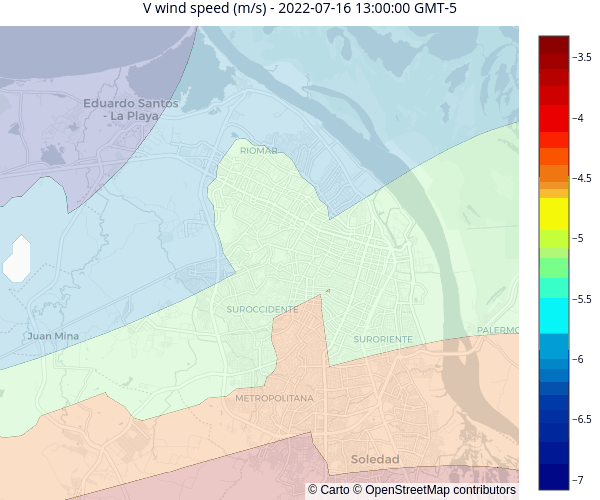 V wind speed (m/s) - 2022-07-16 13:00:00 GMT-5
Eduardo Santos
- La Playa
RIOMAR
SUROCCIDENTE
Juan Mina
SURORIENTE
PALERMO
METROPOLITANA
Soledad
−3.5
−4
−4.5
−5
−5.5
−6
−6.5
−7
© Carto © OpenStreetMap contributors